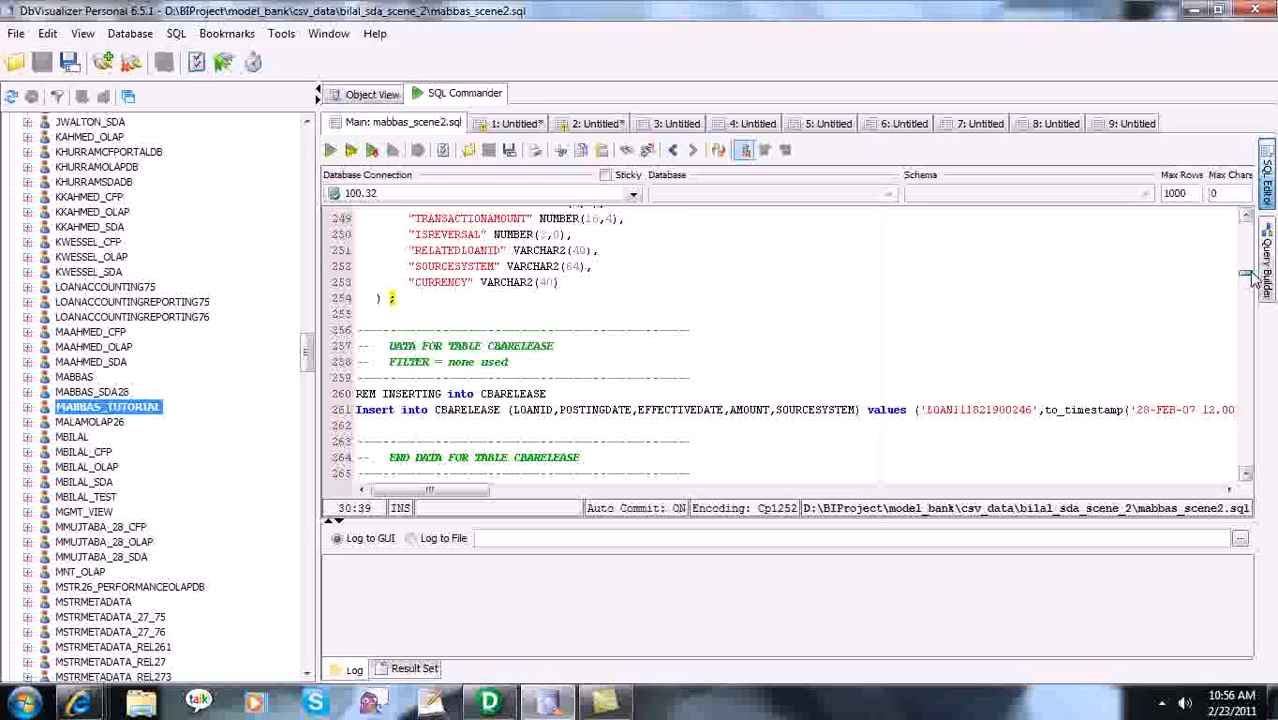 DbVisualizer Personal 6.5.1 - D:\BIProject\model_bank\csv_data\bilal_sda_scene_2\mabbas_scene2.sql
File Edit View Database SQL Bookmarks Tools Window Help
Object View SQL Commander
JWALTON_SDA
KAHMED_OLAP
KHURRAMCFPORTALDB
KHURRAMOLAPDB
KHURRAMSDADB
KKAHMED_CFP
KKAHMED_OLAP
KKAHMED_SDA
KWESSEL_CFP
KWESSEL_OLAP
KWESSEL_SDA
LOANACCOUNTING75
LOANACCOUNTINGREPORTING75
LOANACCOUNTINGREPORTING76
MAAHMED_CFP
MAAHMED_OLAP
MAAHMED_SDA
MABBAS
MABBAS_SDA28
MABBAS_TUTORIAL
MALAMOLAP26
MBILAL
MBILAL_CFP
MBILAL_OLAP
MBILAL_SDA
MBILAL_TEST
MGMT_VIEW
MMUJTABA_28_CFP
MMUJTABA_28_OLAP
MMUJTABA_28_SDA
MNT_OLAP
MSTR26_PERFORMANCEOLAPDB
MSTRMETADATA
MSTRMETADATA_27_75
MSTRMETADATA_27_76
MSTRMETADATA_REL261
MSTRMETADATA_REL27
MSTRMETADATA_REL273
Main: mabbas_scene2.sql 1: Untitled* 2: Untitled* 3: Untitled 4: Untitled 5: Untitled 6: Untitled 7: Untitled 8: Untitled 9: Untitled
Database Connection Sticky Database Schema Max Rows Max Chars
100.32 1000 0
249 "TRANSACTIONAMOUNT" NUMBER(16,4),
250 "ISREVERSAL" NUMBER(2,0),
251 "RELATEDLOANID" VARCHAR2(40),
252 "SOURCESYSTEM" VARCHAR2(64),
253 "CURRENCY" VARCHAR2(40)
254 ) ;
255
256 ---------------------------------------------------
257 -- DATA FOR TABLE CBARELEASE
258 -- FILTER = none used
259 ---------------------------------------------------
260 REM INSERTING into CBARELEASE
261 Insert into CBARELEASE (LOANID,POSTINGDATE,EFFECTIVEDATE,AMOUNT,SOURCESYSTEM) values ('LOAN111821900246',to_timestamp('28-FEB-07 12.00
262
263 ---------------------------------------------------
264 -- END DATA FOR TABLE CBARELEASE
265 ---------------------------------------------------
SQL Editor
Query Builder
30:39 INS Auto Commit: ON Encoding: Cp1252 D:\BIProject\model_bank\csv_data\bilal_sda_scene_2\mabbas_scene2.sql
Log to GUI Log to File ...
Log Result Set
talk
10:56 AM
2/23/2011